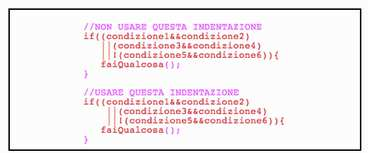 //NON USARE QUESTA INDENTAZIONE
if((condizione1&&condizione2)
||(condizione3&&condizione4)
||!(condizione5&&condizione6)){
faiQualcosa();
}
//USARE QUESTA INDENTAZIONE
if((condizione1&&condizione2)
||(condizione3&&condizione4)
||!(condizione5&&condizione6)){
faiQualcosa();
}